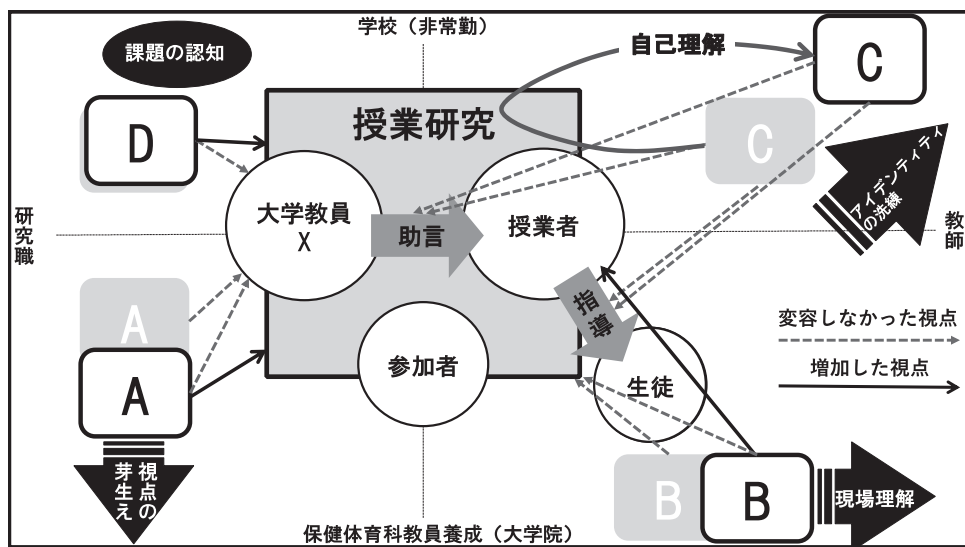 学校（非常勤）
課題の認知
自己理解
C
D
授業研究
C
アイデンティティ
の洗練
研究職
大学教員
X
助言
授業者
教師
A
指導
変容しなかった視点
増加した視点
A
参加者
生徒
視点の
芽生え
B
B
現場理解
保健体育科教員養成（大学院）